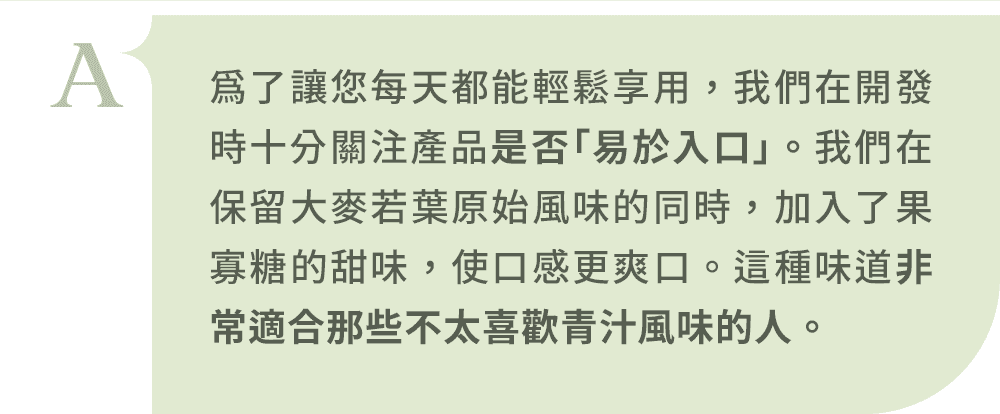 A
爲了讓您每天都能輕鬆享用，我們在開發
時十分關注產品是否「易於入口」。我們在
保留大麥若葉原始風味的同時，加入了果
寡糖的甜味，使口感更爽口。這種味道非
常適合那些不太喜歡青汁風味的人。